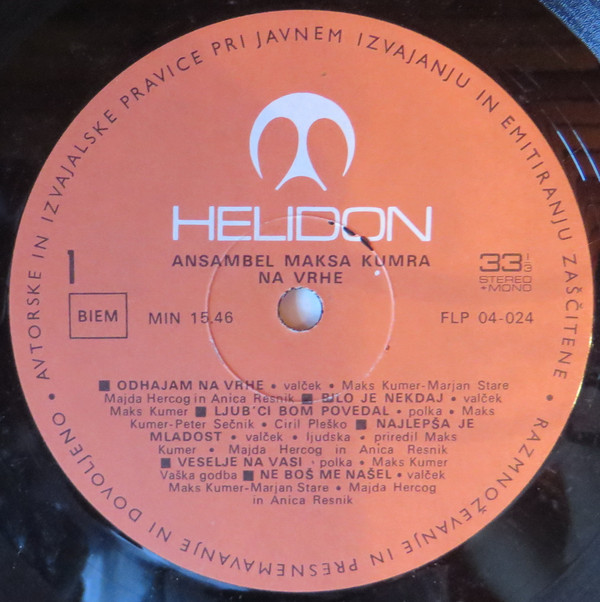 AVTORSKE IN IZVAJALSKE PRAVICE PRI JAVNEM IZVAJANJU IN EMITIRANJU ZAŠČITENE • RAZMNOŽEVANJE IN PRESNEMAVANJE NI DOVOLJENO •
HELIDON
ANSAMBEL MAKSA KUMRA
NA VRHE
1
33 1/3
STEREO
+MONO
BIEM
MIN 15.46
FLP 04-024
■ ODHAJAM NA VRHE • valček • Maks Kumer-Marjan Stare
Majda Hercog in Anica Resnik ■ BILO JE NEKDAJ • valček
Maks Kumer ■ LJUB'CI BOM POVEDAL • polka • Maks
Kumer-Peter Sečnik • Ciril Pleško ■ NAJLEPŠA JE
MLADOST • valček • ljudska • priredil Maks
Kumer • Majda Hercog in Anica Resnik
■ VESELJE NA VASI • polka • Maks Kumer
Vaška godba ■ NE BOŠ ME NAŠEL • valček
Maks Kumer-Marjan Stare • Majda Hercog
in Anica Resnik